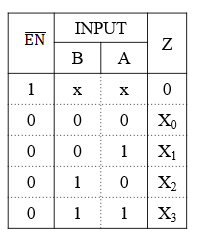 E̅N̅ INPUT Z
B A
1 x x 0
0 0 0 X₀
0 0 1 X₁
0 1 0 X₂
0 1 1 X₃